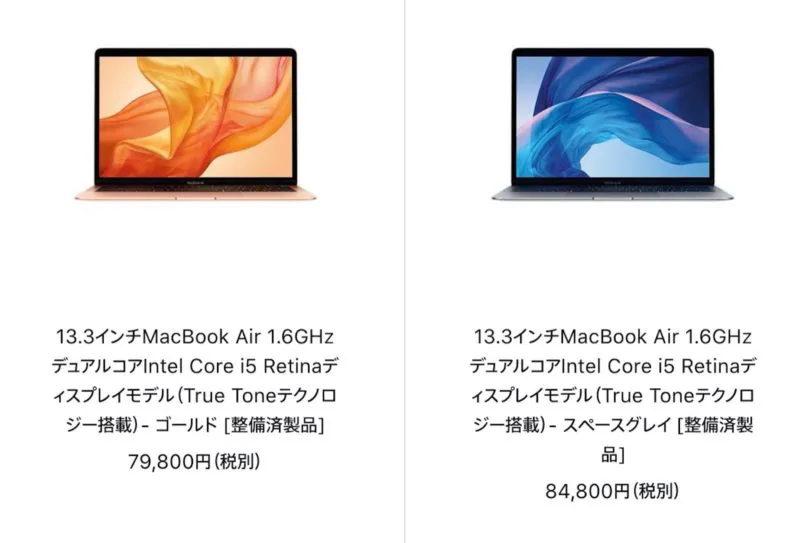 13.3インチMacBook Air 1.6GHz
デュアルコアIntel Core i5 Retinaデ
ィスプレイモデル（True Toneテクノロ
ジー搭載）- ゴールド [整備済製品]
79,800円（税別）
13.3インチMacBook Air 1.6GHz
デュアルコアIntel Core i5 Retinaデ
ィスプレイモデル（True Toneテクノロ
ジー搭載）- スペースグレイ [整備済製
品]
84,800円（税別）